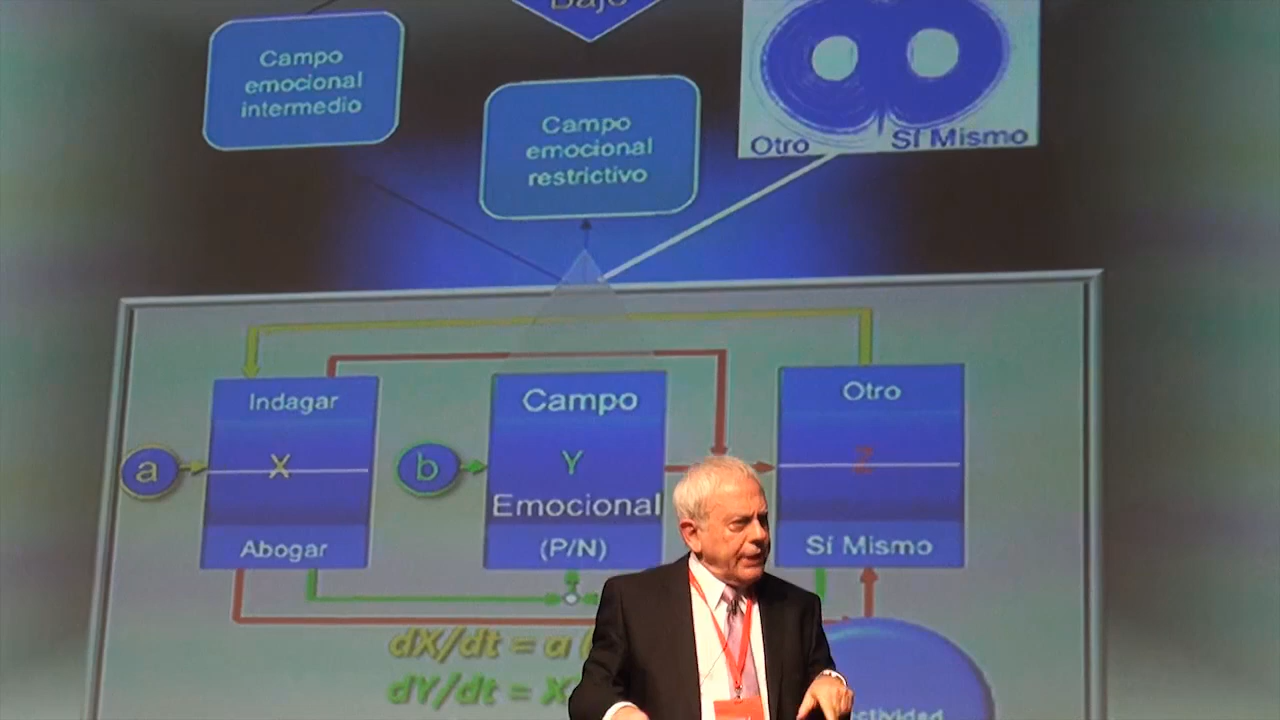 Bajo
Campo
emocional
intermedio
Campo
emocional
restrictivo
Otro
SÍ Mismo
Indagar
X
Abogar
a
b
Campo
Y
Emocional
(P/N)
Otro
Z
Sí Mismo
dX/dt = a (
dY/dt = X